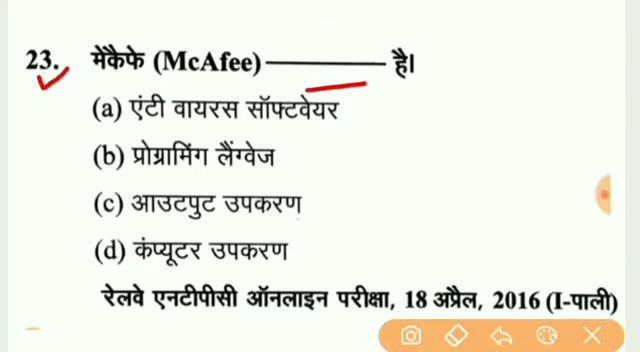 23. मेकैफे (McAfee) ———— है।
(a) एंटी वायरस सॉफ्टवेयर
(b) प्रोग्रामिंग लैंग्वेज
(c) आउटपुट उपकरण
(d) कंप्यूटर उपकरण
रेलवे एनटीपीसी ऑनलाइन परीक्षा, 18 अप्रैल, 2016 (I-पाली)